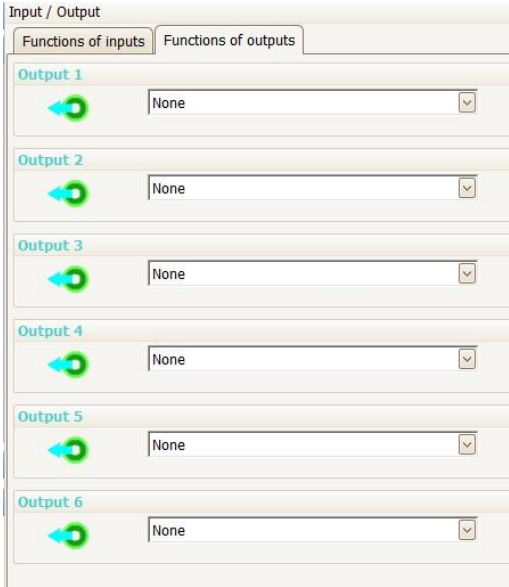 Input / Output
Functions of inputs Functions of outputs
Output 1
None
Output 2
None
Output 3
None
Output 4
None
Output 5
None
Output 6
None